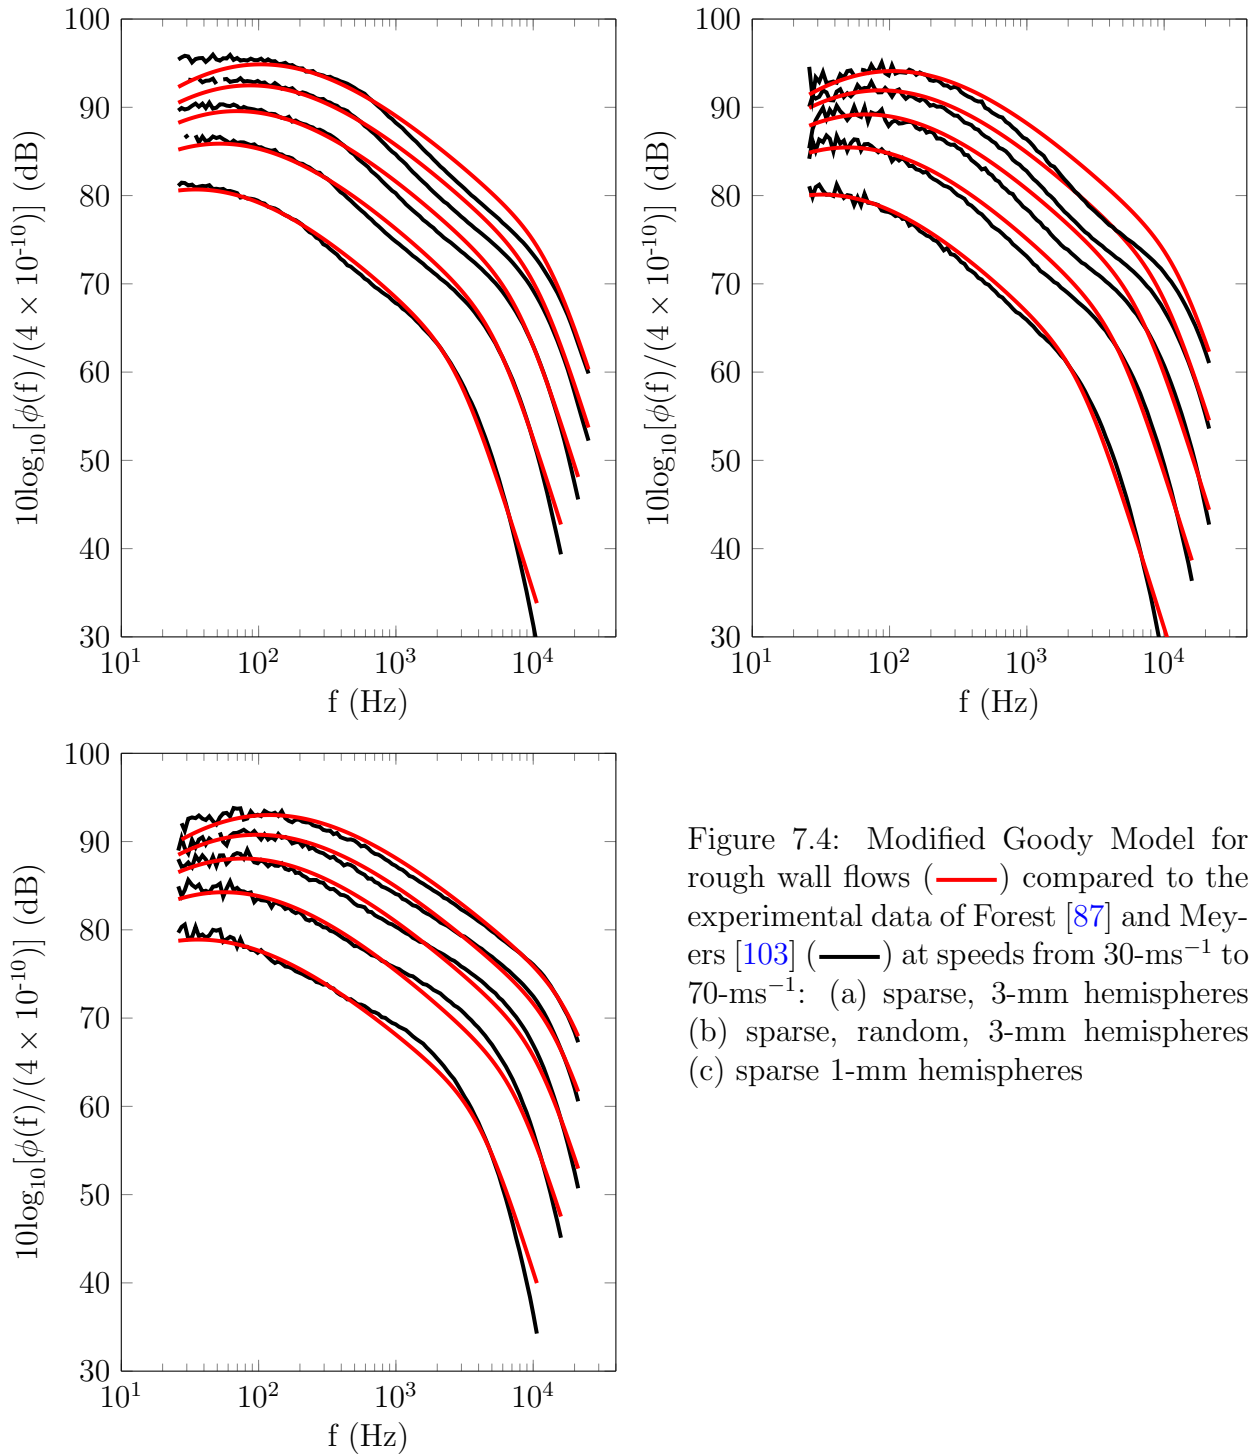 100
90
80
70
60
50
40
30
10¹
10²
10³
10⁴
f (Hz)
10log₁₀[ϕ(f)/(4 × 10⁻¹⁰)] (dB)
100
90
80
70
60
50
40
30
10¹
10²
10³
10⁴
f (Hz)
10log₁₀[ϕ(f)/(4 × 10⁻¹⁰)] (dB)
100
90
80
70
60
50
40
30
10¹
10²
10³
10⁴
f (Hz)
10log₁₀[ϕ(f)/(4 × 10⁻¹⁰)] (dB)
Figure 7.4: Modified Goody Model for
rough wall flows (——) compared to the
experimental data of Forest [87] and Mey-
ers [103] (——) at speeds from 30-ms⁻¹ to
70-ms⁻¹: (a) sparse, 3-mm hemispheres
(b) sparse, random, 3-mm hemispheres
(c) sparse 1-mm hemispheres